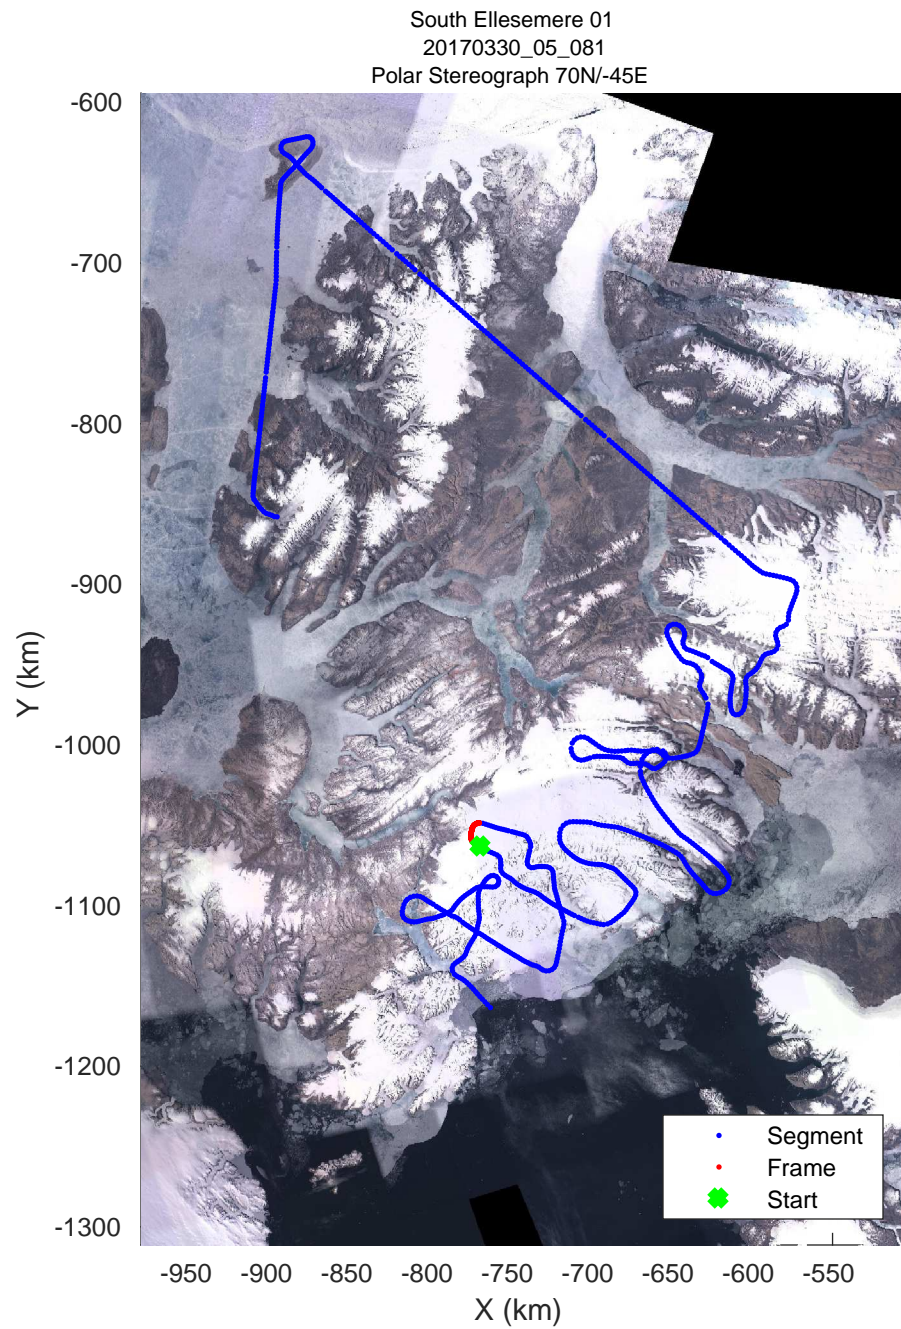 South Ellesemere 01
20170330_05_081
Polar Stereograph 70N/-45E
-600
-700
-800
-900
-1000
-1100
-1200
-1300
Y (km)
Segment
Frame
Start
-950 -900 -850 -800 -750 -700 -650 -600 -550
X (km)